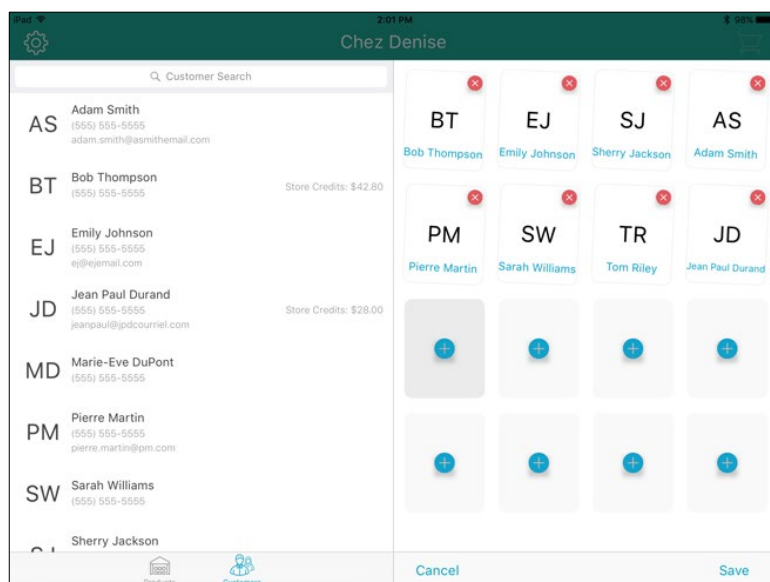 iPad 2:01 PM 98%
Chez Denise
Customer Search
AS
Adam Smith
(555) 555-5555
adam.smith@asmithemail.com
BT
Bob Thompson
(555) 555-5555
Store Credits: $42.80
EJ
Emily Johnson
(555) 555-5555
ej@ejemail.com
JD
Jean Paul Durand
(555) 555-5555
Store Credits: $28.00
jeanpaul@jpdcourriel.com
MD
Marie-Eve DuPont
(555) 555-5555
PM
Pierre Martin
(555) 555-5555
pierre.martin@pm.com
SW
Sarah Williams
(555) 555-5555
Sherry Jackson
BT EJ SJ AS
Bob Thompson Emily Johnson Sherry Jackson Adam Smith
PM SW TR JD
Pierre Martin Sarah Williams Tom Riley Jean Paul Durand
Cancel Save